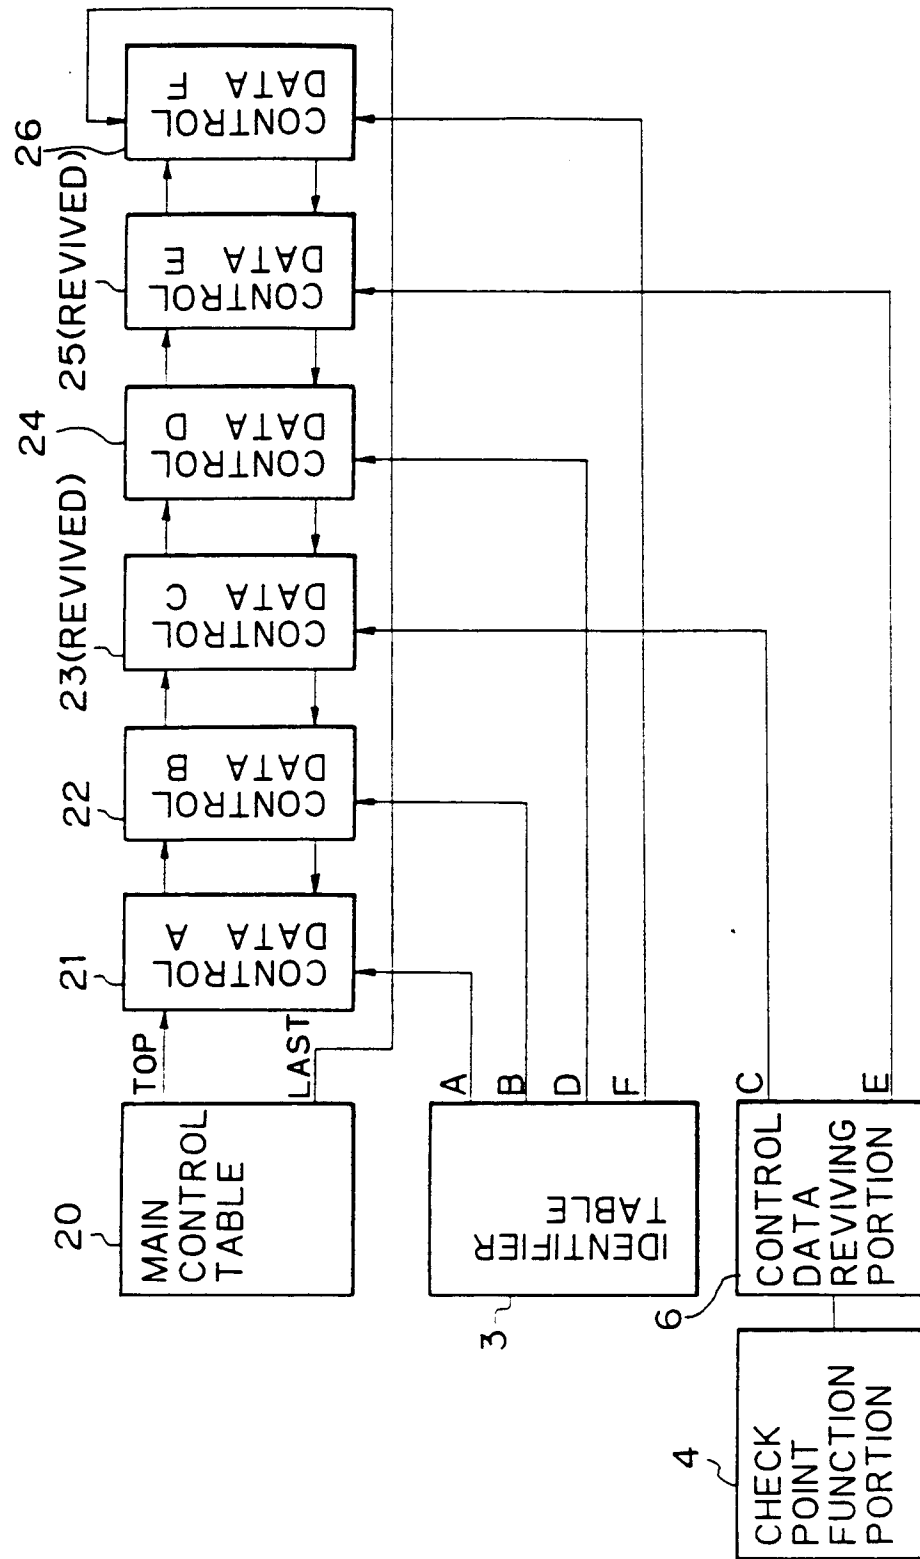 20
MAIN
CONTROL
TABLE
TOP
LAST
21
CONTROL
DATA A
22
CONTROL
DATA B
23(REVIVED)
CONTROL
DATA C
24
CONTROL
DATA D
25(REVIVED)
CONTROL
DATA E
26
CONTROL
DATA F
3
IDENTIFIER
TABLE
A
B
D
F
4
CHECK
POINT
FUNCTION
PORTION
6
CONTROL
DATA
REVIVING
PORTION
C
E